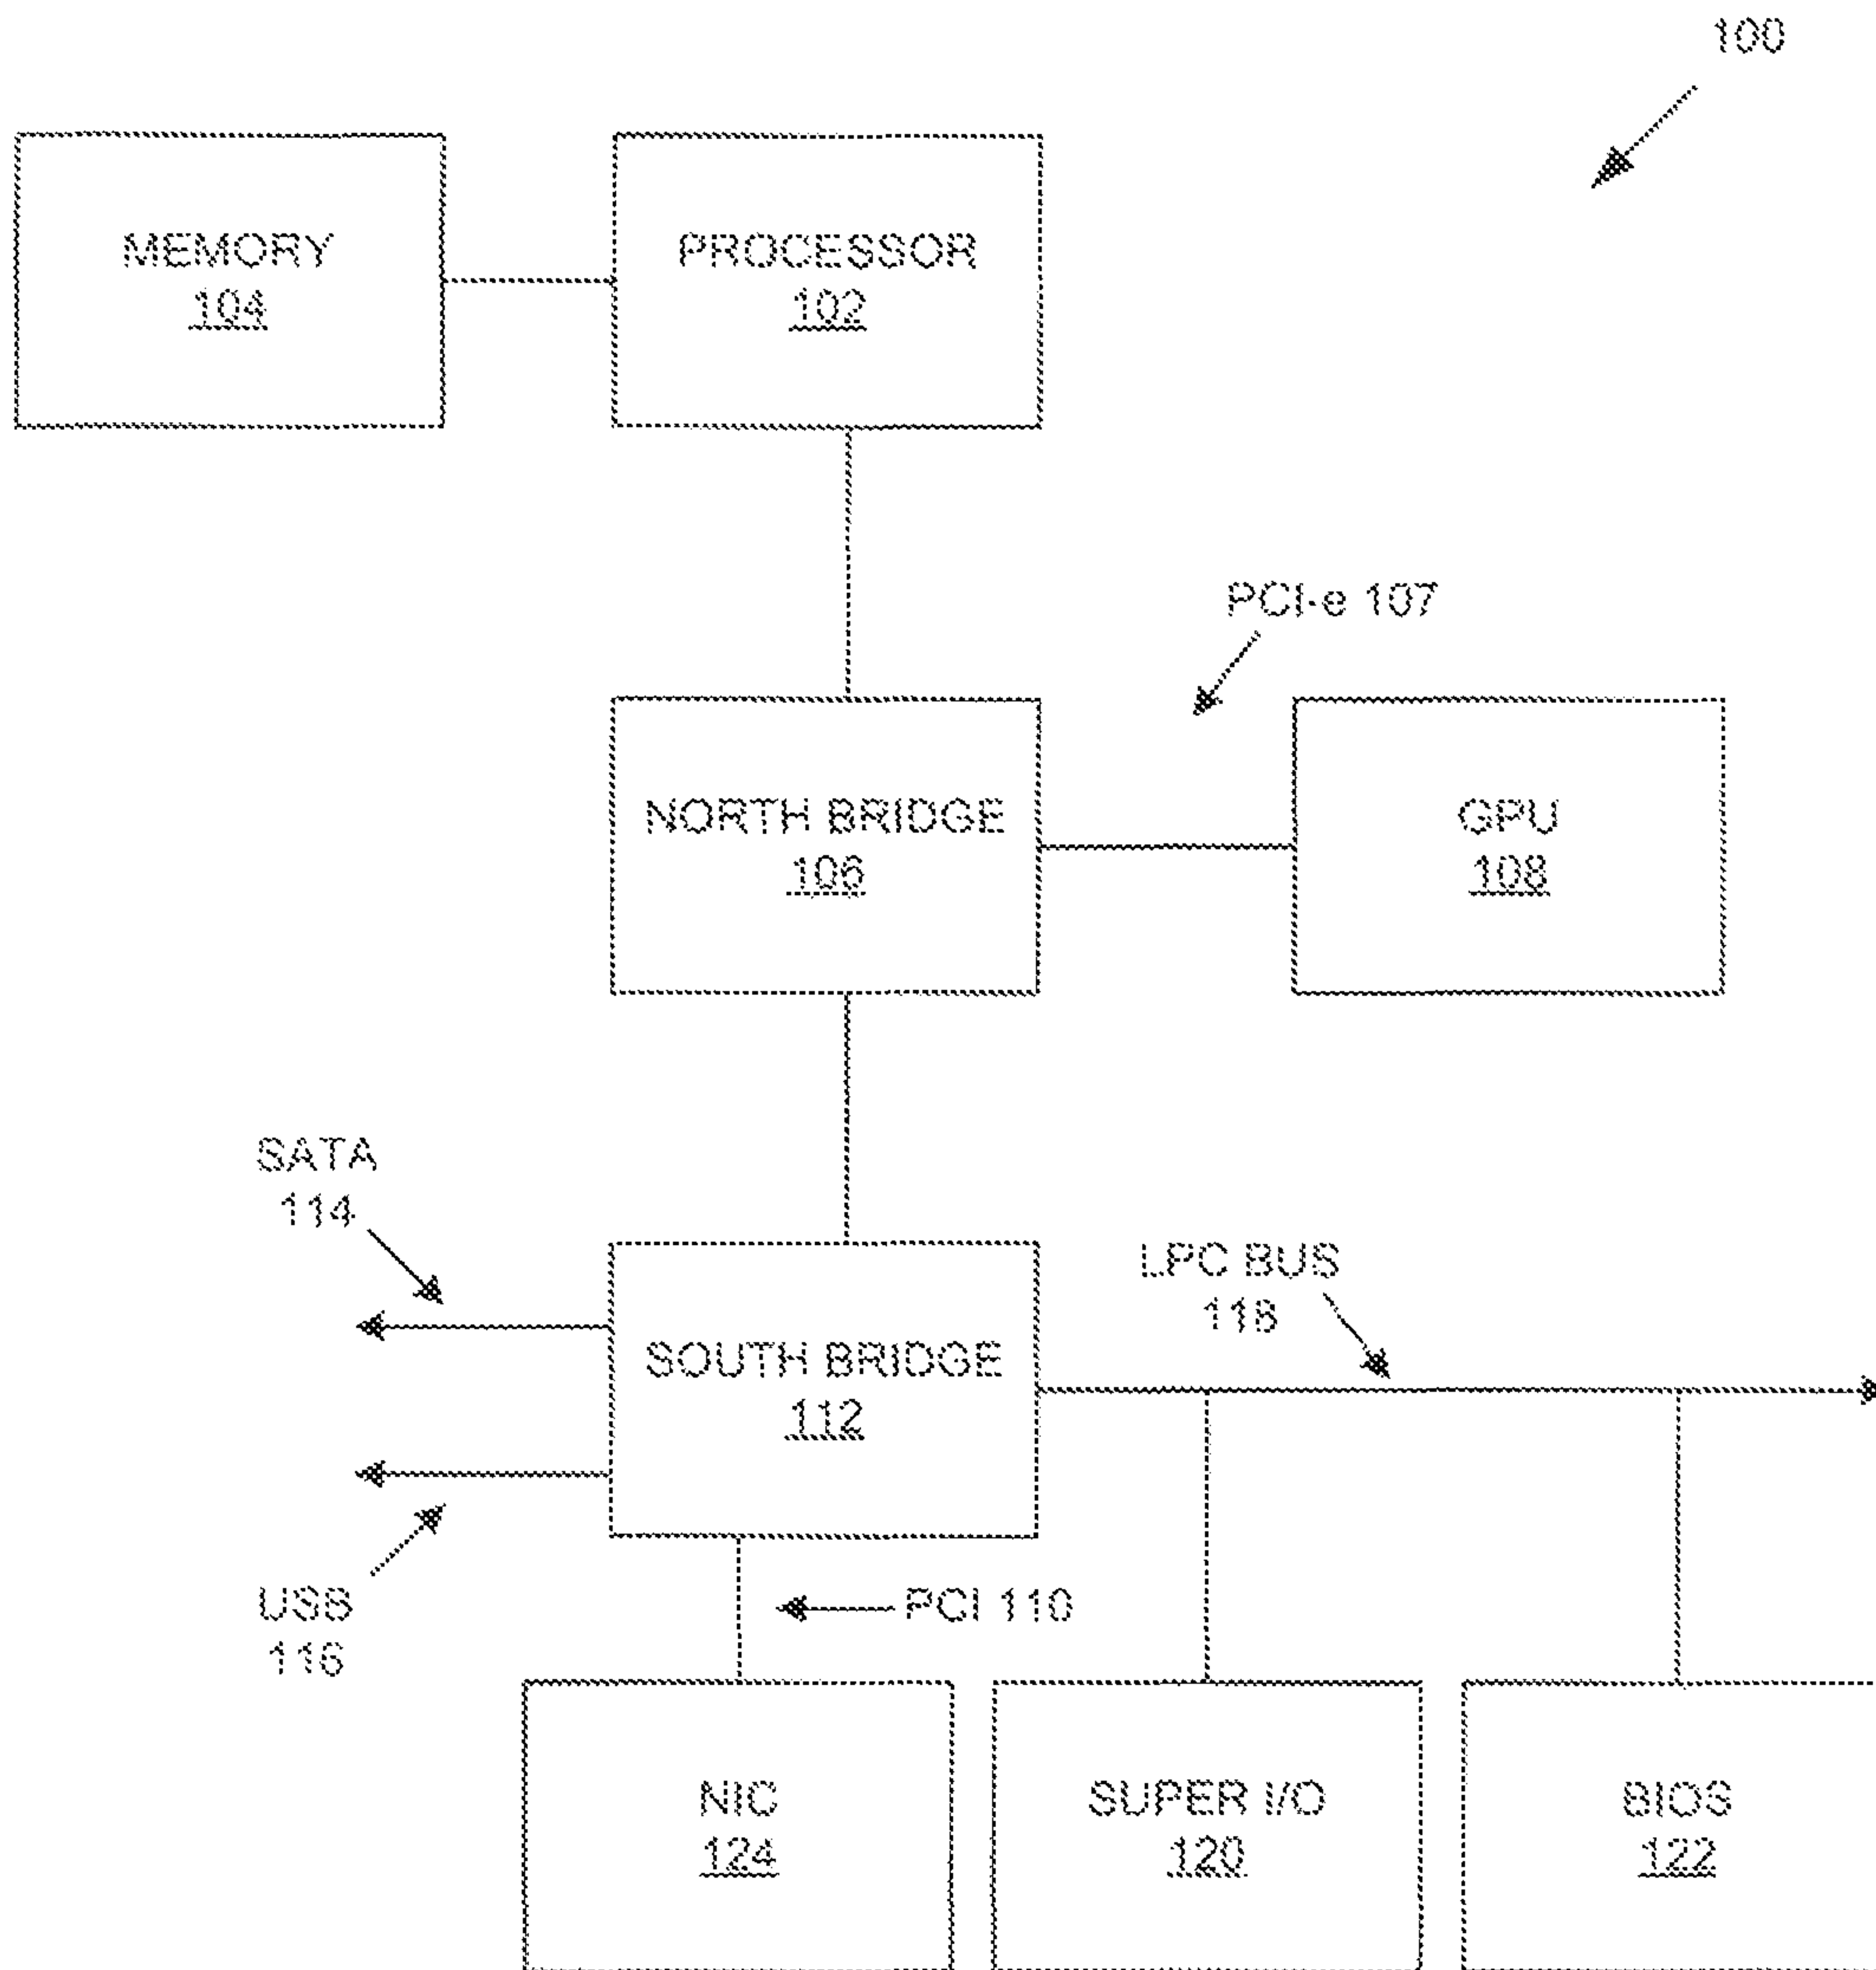 100
MEMORY
104
PROCESSOR
102
PCI-e 107
NORTH BRIDGE
106
GPU
108
SATA
114
LPC BUS
118
SOUTH BRIDGE
112
USB
116
PCI 110
NIC
124
SUPER I/O
120
BIOS
122